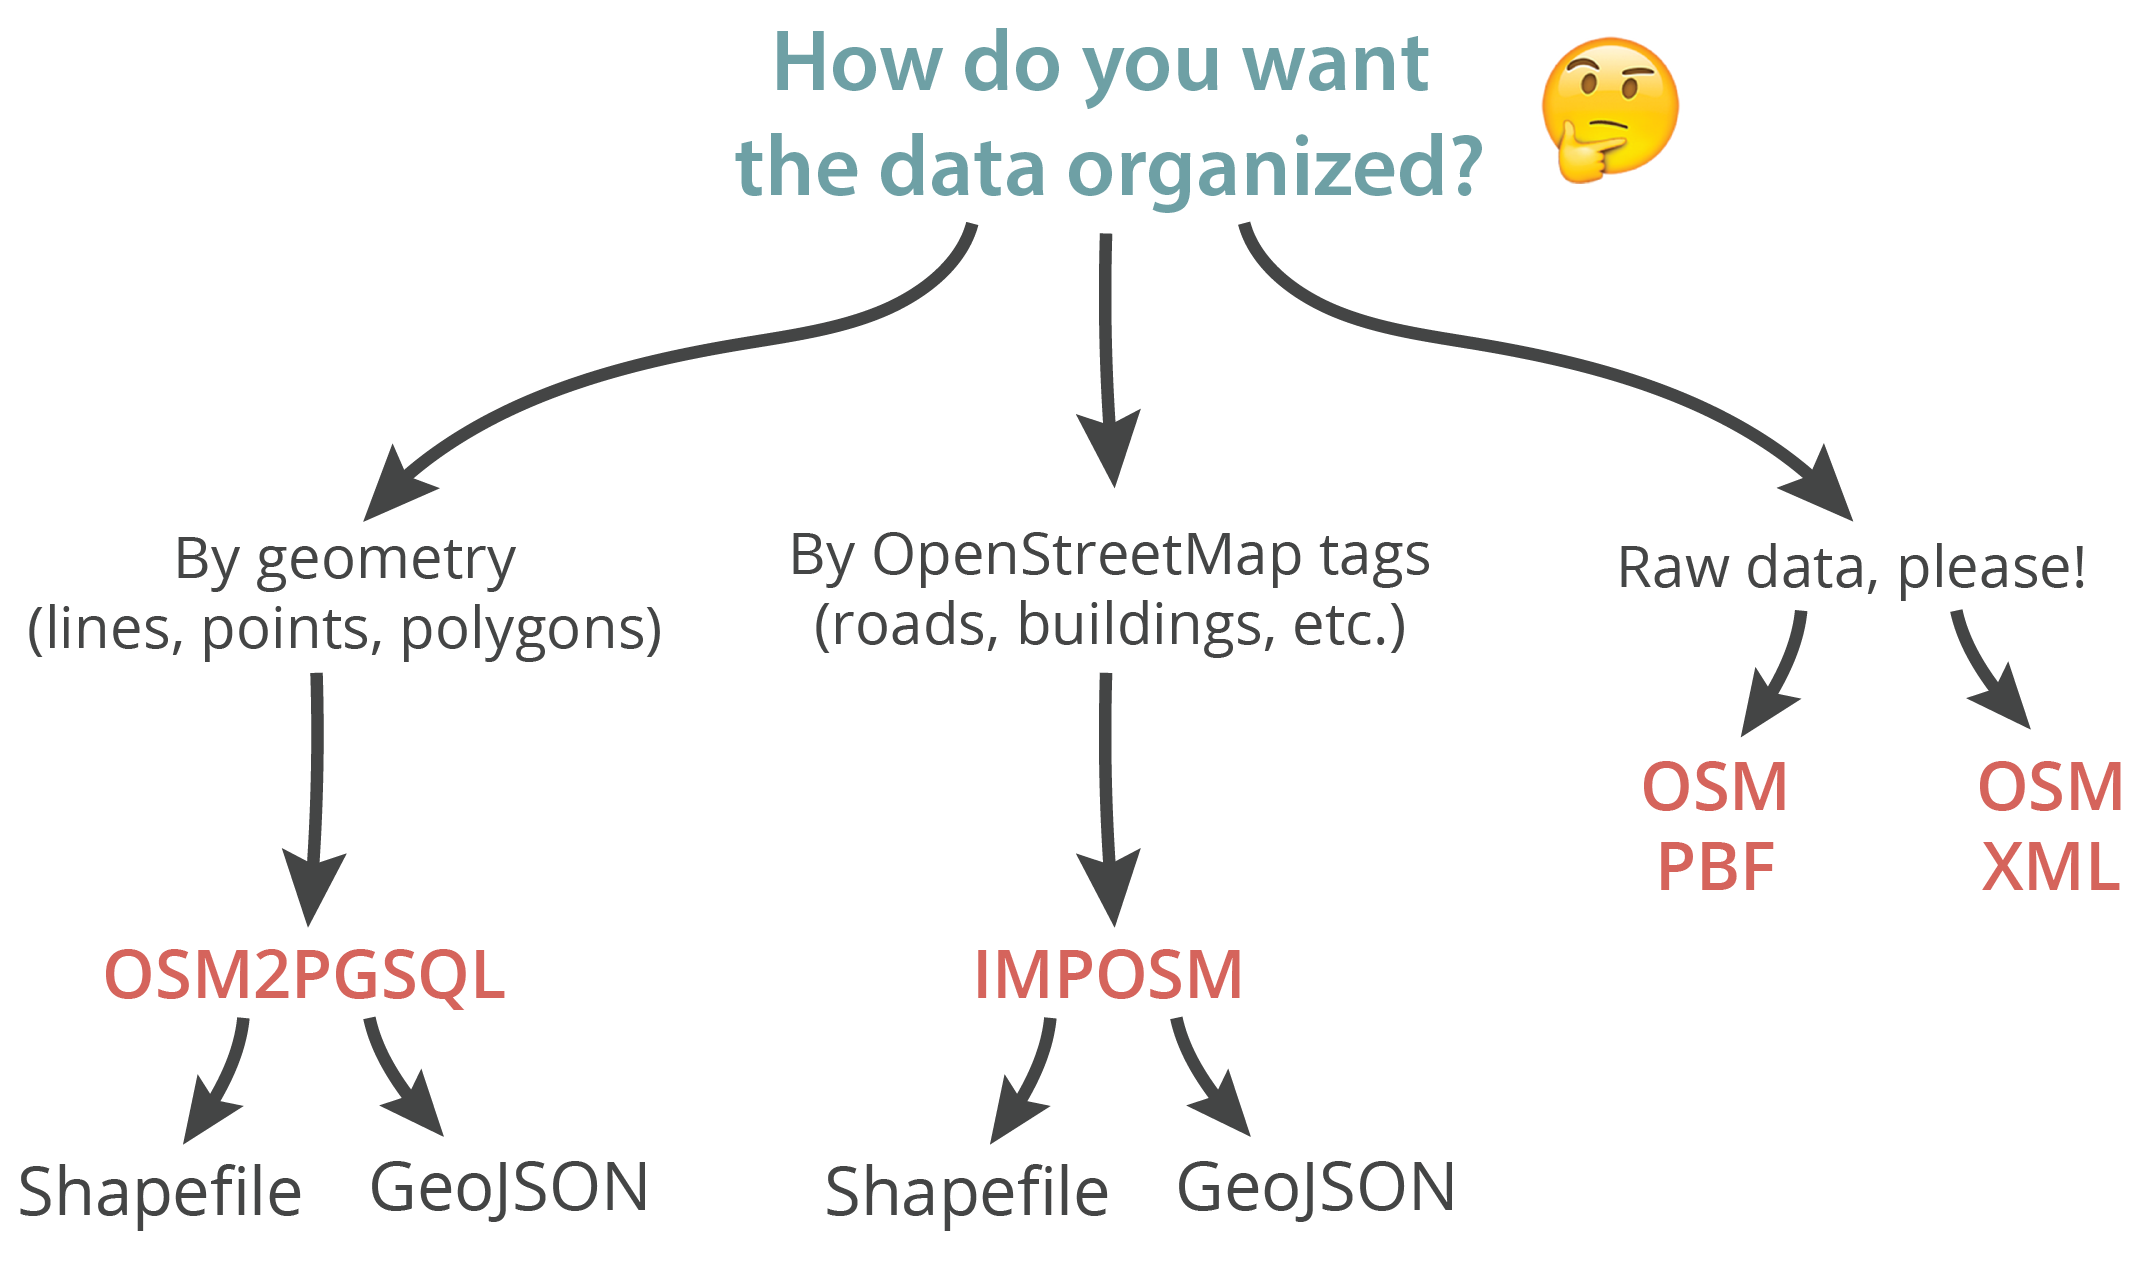 How do you want
the data organized?
By geometry
(lines, points, polygons)
By OpenStreetMap tags
(roads, buildings, etc.)
Raw data, please!
OSM
PBF
OSM
XML
OSM2PGSQL
IMPOSM
Shapefile
GeoJSON
Shapefile
GeoJSON